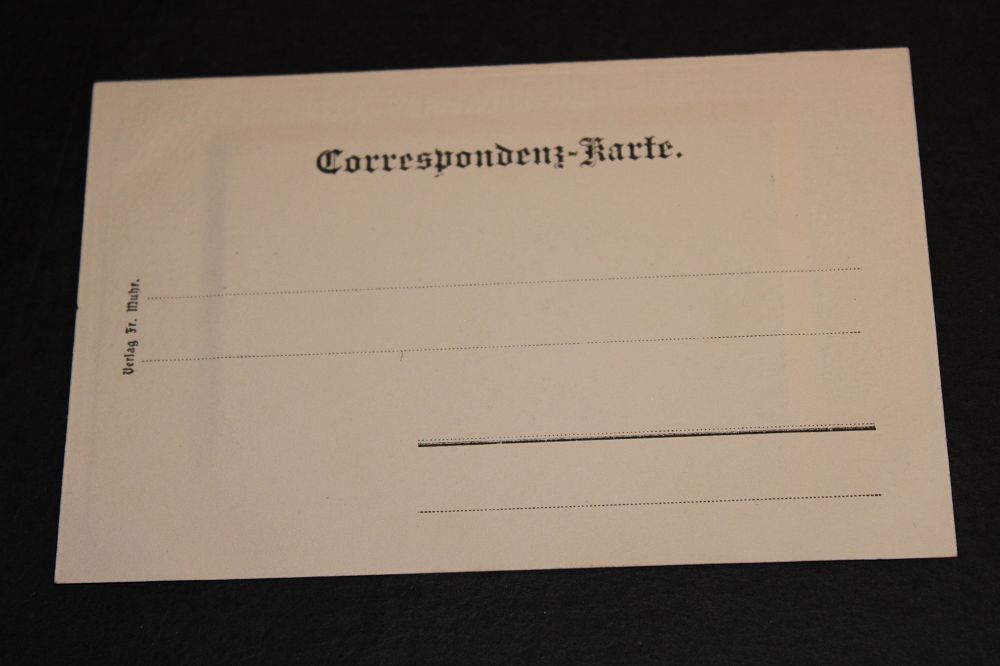 Correspondenz-Karte.
Verlag Fr. Muhr.